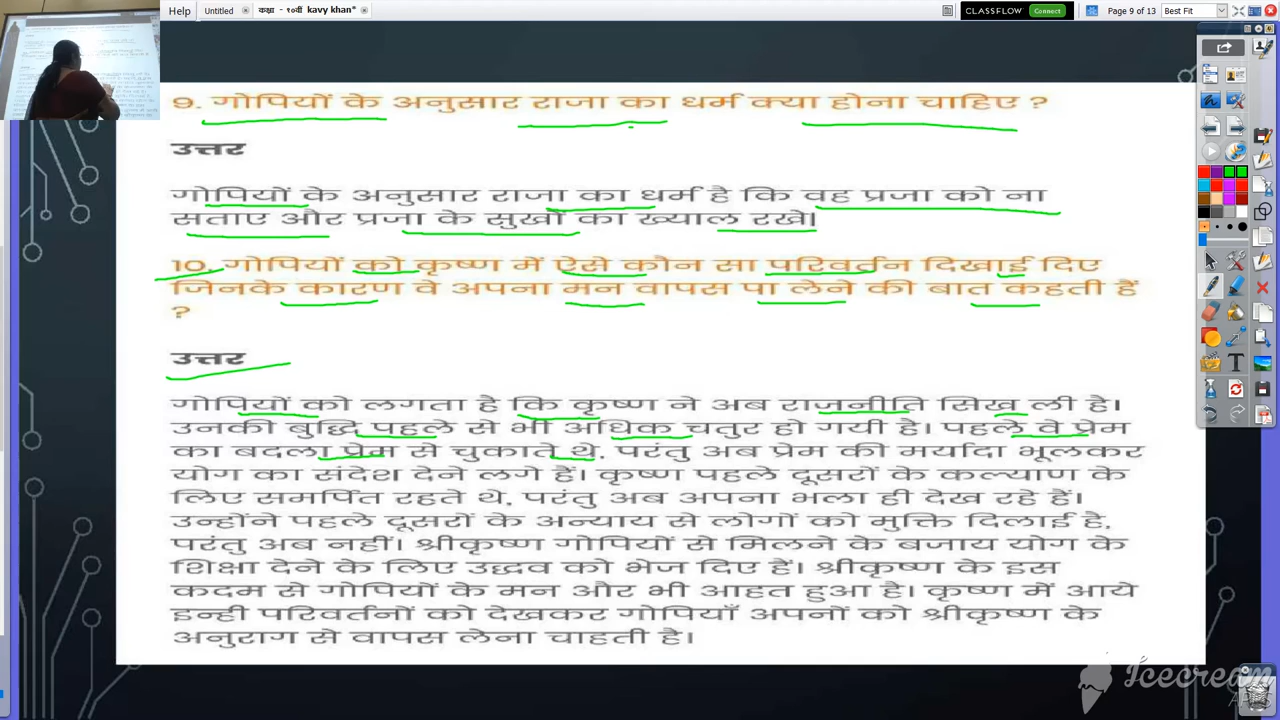 Help
Untitled
कक्षा - १०वीं kavy khan*
CLASSFLOW
Connect
Page 9 of 13
Best Fit
9. गोपियों के अनुसार राजा का धर्म क्या होना चाहिए ?
उत्तर
गोपियों के अनुसार राजा का धर्म है कि वह प्रजा को ना
सताए और प्रजा के सुखों का ख्याल रखे।
10. गोपियों को कृष्ण में ऐसे कौन सा परिवर्तन दिखाई दिए
जिनके कारण वे अपना मन वापस पा लेने की बात कहती हैं
?
उत्तर
गोपियों को लगता है कि कृष्ण ने अब राजनीति सिख ली है।
उनकी बुद्धि पहले से भी अधिक चतुर हो गयी है। पहले वे प्रेम
का बदला प्रेम से चुकाते थे, परंतु अब प्रेम की मर्यादा भूलकर
योग का संदेश देने लगे हैं। कृष्ण पहले दूसरों के कल्याण के
लिए समर्पित रहते थे, परंतु अब अपना भला ही देख रहे हैं।
उन्होंने पहले दूसरों के अन्याय से लोगों को मुक्ति दिलाई है,
परंतु अब नहीं। श्रीकृष्ण गोपियों से मिलने के बजाय योग के
शिक्षा देने के लिए उद्धव को भेज दिए हैं। श्रीकृष्ण के इस
कदम से गोपियों के मन और भी आहत हुआ है। कृष्ण में आये
इन्ही परिवर्तनों को देखकर गोपियाँ अपनों को श्रीकृष्ण के
अनुराग से वापस लेना चाहती है।
Icecream
APPS